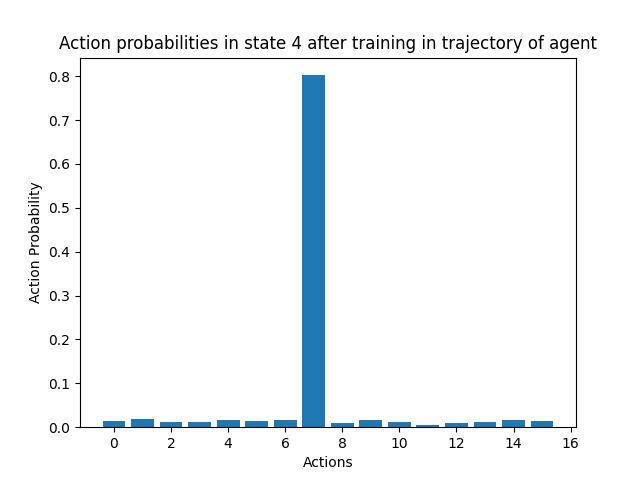 Action probabilities in state 4 after training in trajectory of agent
0.8
0.7
0.6
0.5
0.4
0.3
0.2
0.1
0.0
Action Probability
0 2 4 6 8 10 12 14 16
Actions